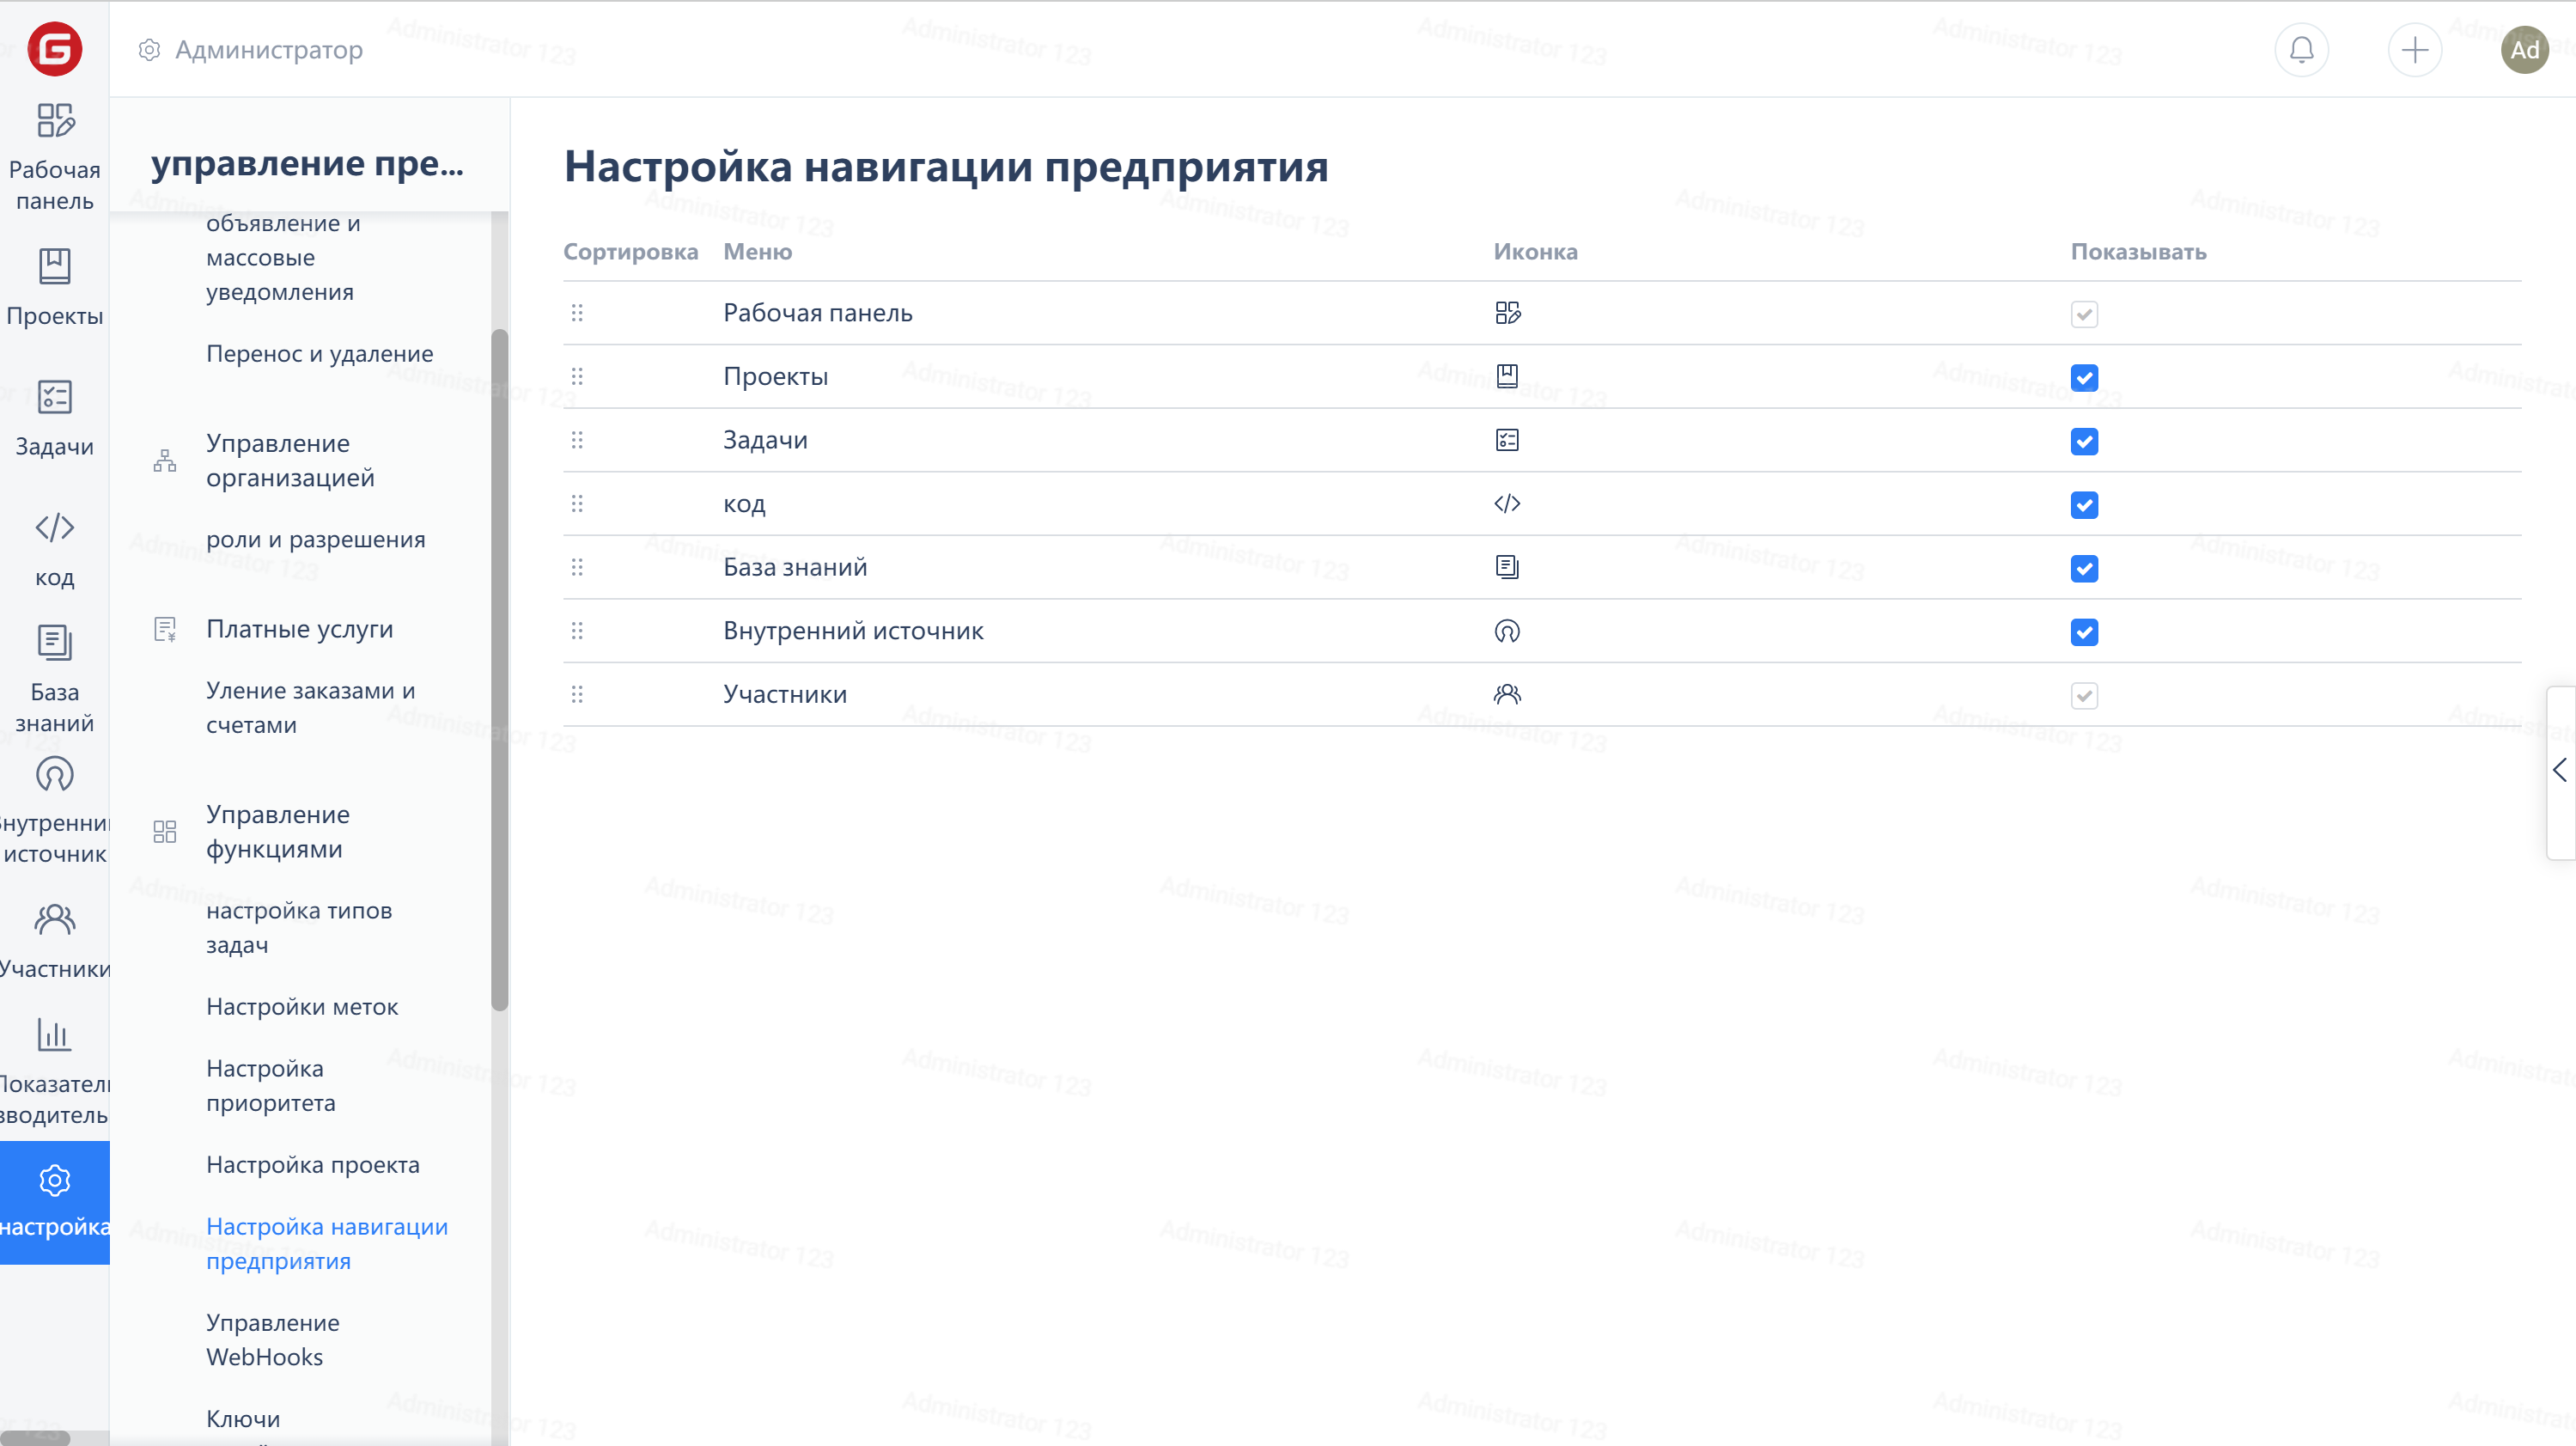 Администратор
Ad
Рабочая
панель
Проекты
Задачи
код
База
знаний
источник
Участники
настройка
управление пре...
объявление и
массовые
уведомления
Перенос и удаление
Управление
организацией
роли и разрешения
Платные услуги
Уление заказами и
счетами
Управление
функциями
настройка типов
задач
Настройки меток
Настройка
приоритета
Настройка проекта
Настройка навигации
предприятия
Управление
WebHooks
Ключи
Настройка навигации предприятия
Сортировка Меню Иконка Показывать
Рабочая панель
Проекты
Задачи
код
База знаний
Внутренний источник
Участники
Administrator 123